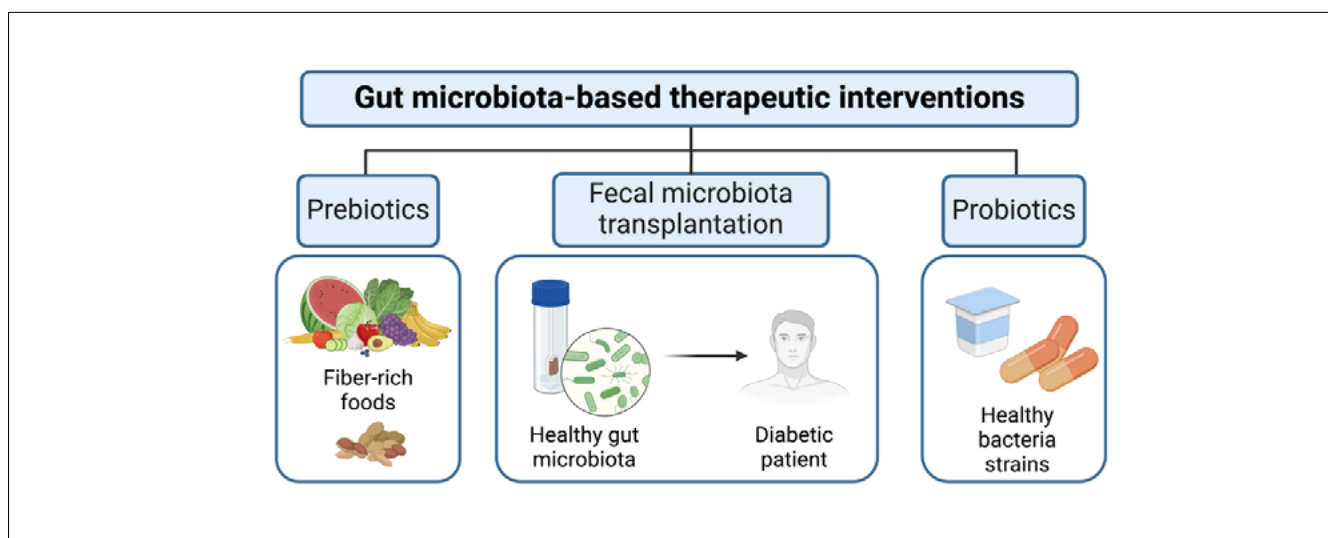 Gut microbiota-based therapeutic interventions
Prebiotics
Fecal microbiota
transplantation
Probiotics
Fiber-rich
foods
Healthy gut
microbiota
Diabetic
patient
Healthy
bacteria
strains